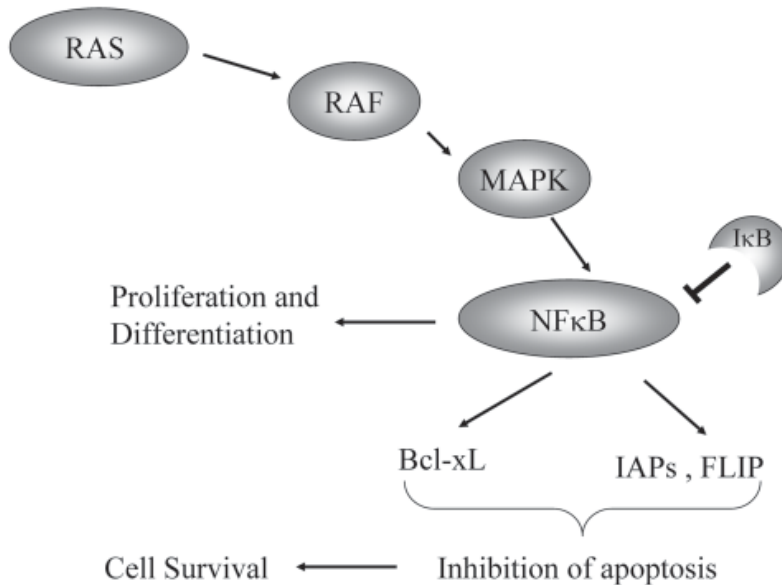 RAS
RAF
MAPK
IκB
NFκB
Proliferation and
Differentiation
Bcl-xL
IAPs , FLIP
Cell Survival
Inhibition of apoptosis